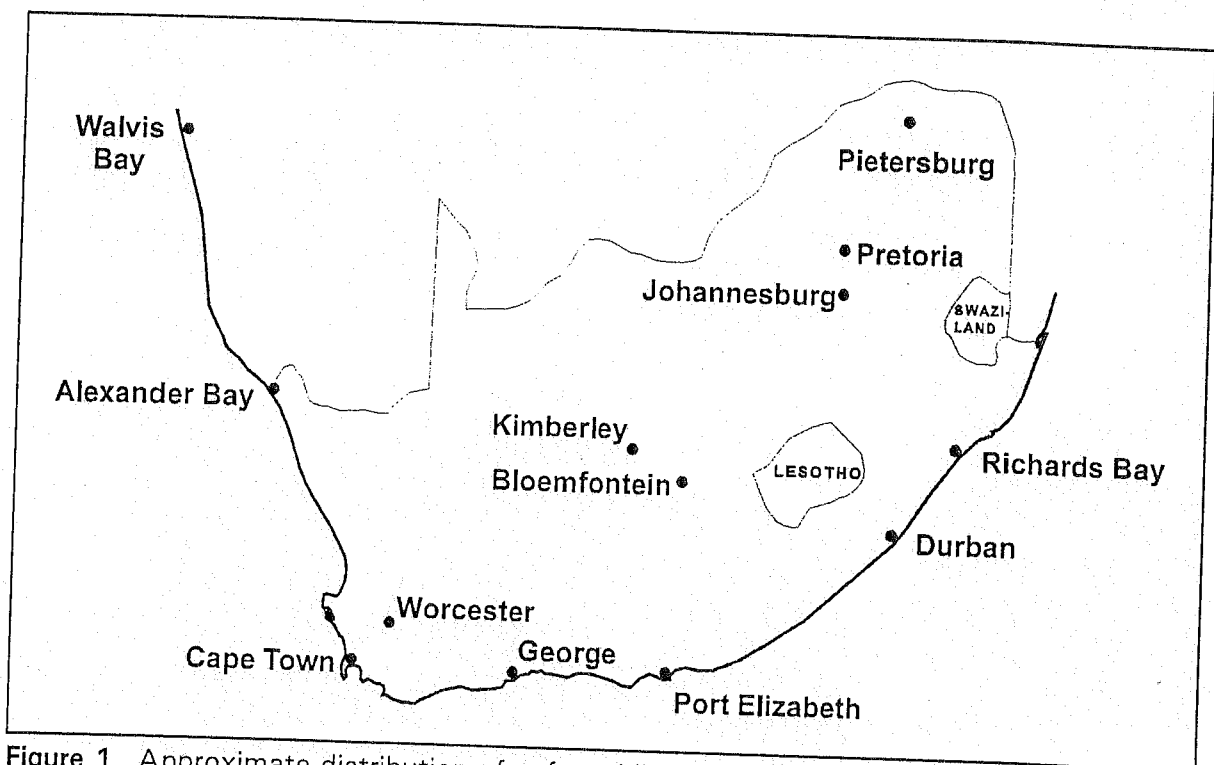 Walvis
Bay
Pietersburg
Pretoria
Johannesburg
SWAZI-
LAND
Alexander Bay
Kimberley
Bloemfontein
LESOTHO
Richards Bay
Durban
Worcester
Cape Town
George
Port Elizabeth
Figure 1 Approximate distribution of